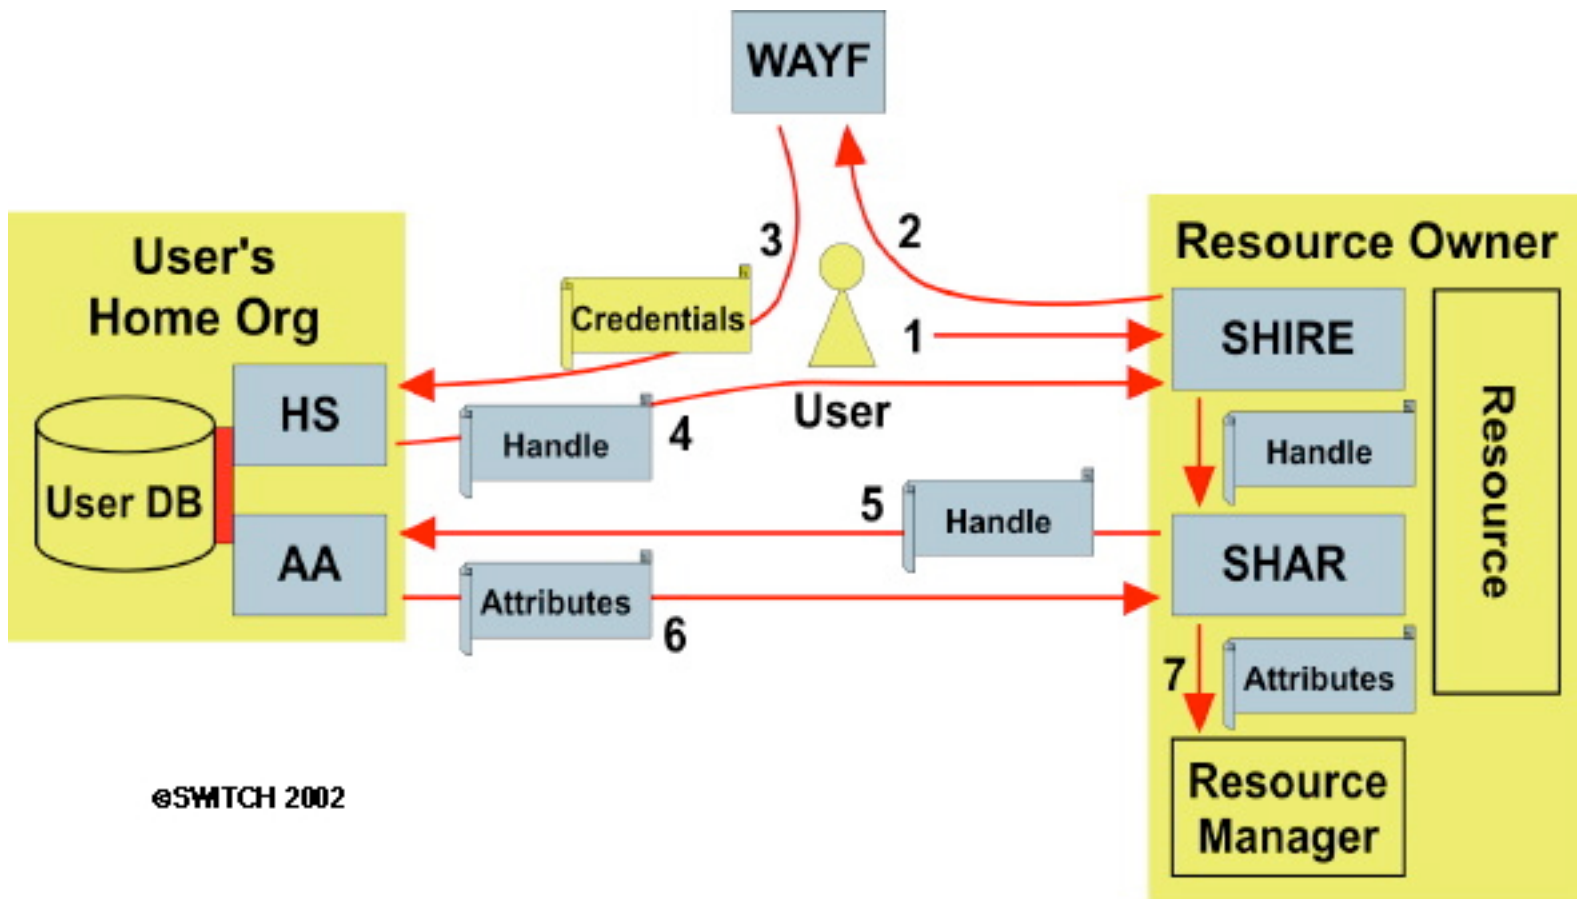 WAYF
3
2
User's
Home Org
Resource Owner
Credentials
1
SHIRE
HS
Handle
4
User
Handle
Resource
User DB
5
Handle
AA
SHAR
Attributes
6
7
Attributes
Resource
Manager
©SWITCH 2002